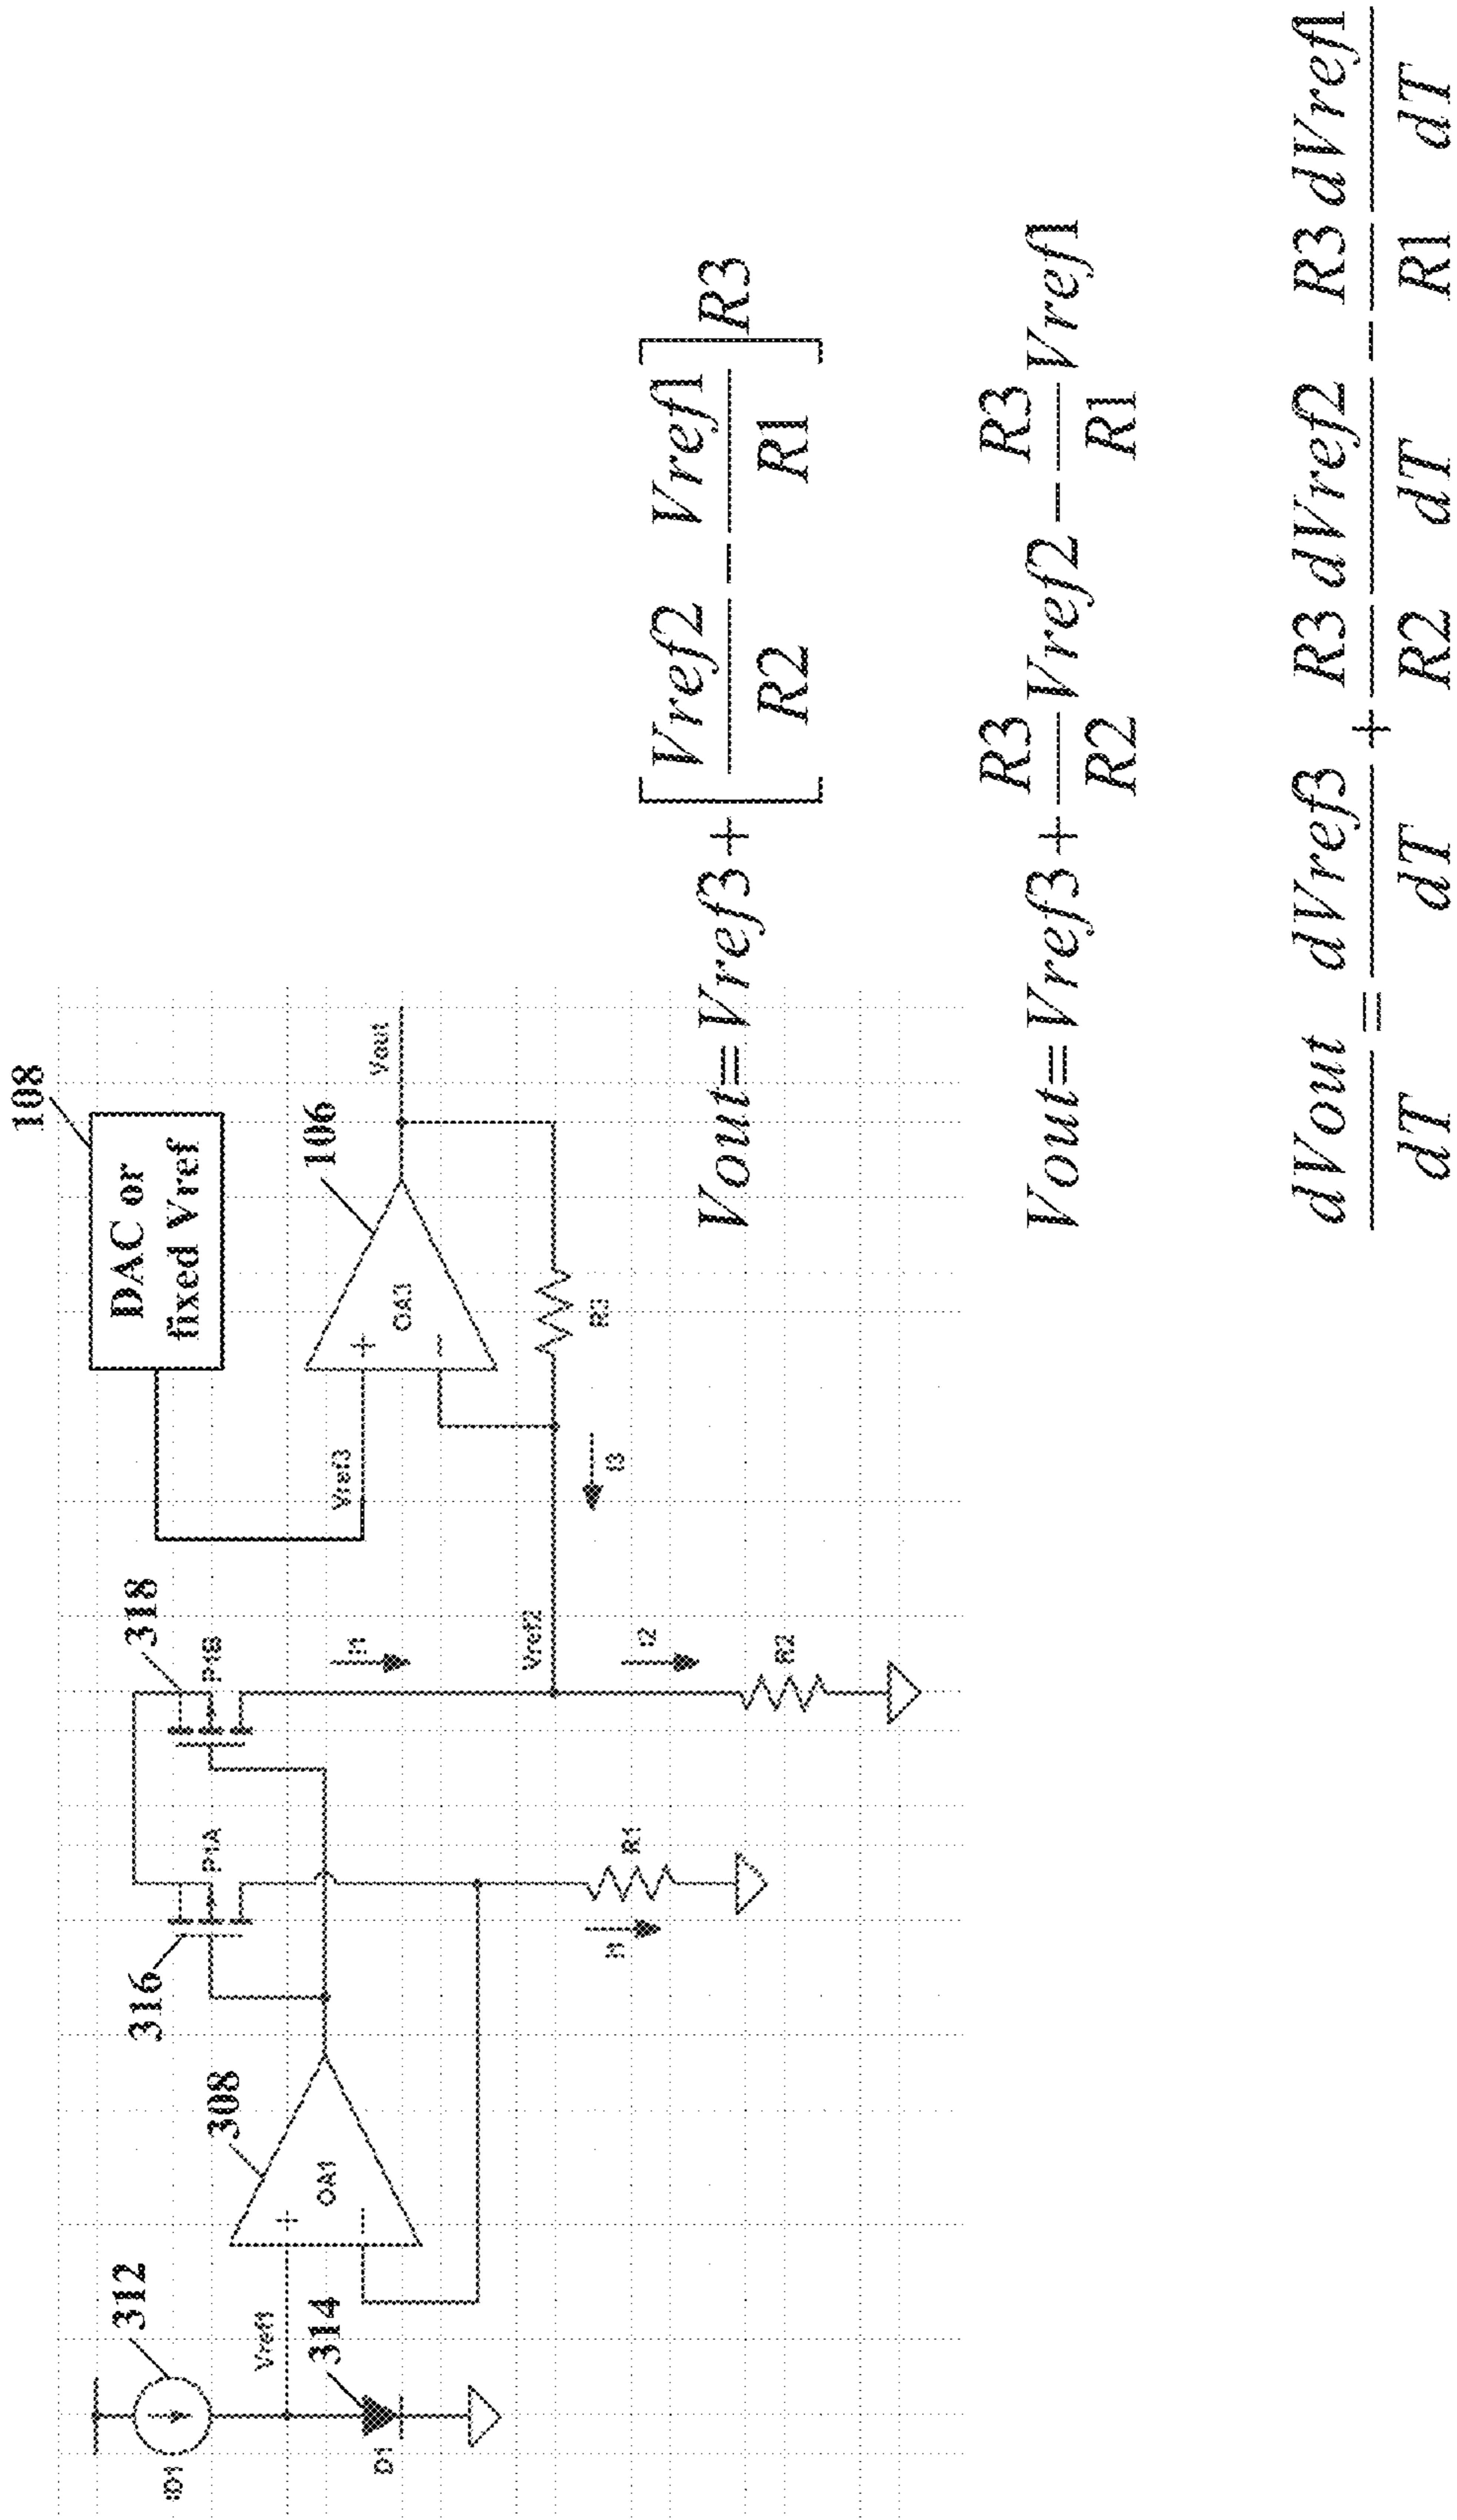 108
DAC or
fixed Vref
318
316
312
308
106
314
P1A
P1B
I1
Vref3
OA3
Vout
ID1
Vref1
OA1
D1
R1
I1
Vref2
I2
R2
I3
R3
Vout=Vref3+[Vref2/R2−Vref1/R1]R3
Vout=Vref3+R3/R2 Vref2−R3/R1 Vref1
dVout/dT = dVref3/dT + R3/R2 dVref2/dT − R3/R1 dVref1/dT